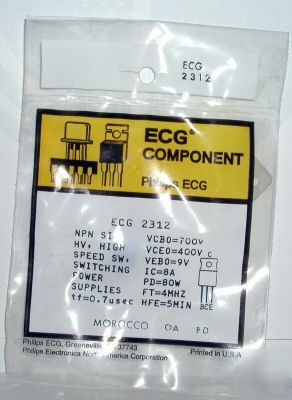 ECG
2312
ECG®
COMPONENT
Philips ECG
ECG 2312
NPN SI VCBO=700V
HV, HIGH VCEO=400V
SPEED SW, VEBO=9V C
SWITCHING IC=8A
POWER PD=80W
SUPPLIES FT=4MHZ
tf=0.7usec HFE=5MIN BCE
MOROCCO OA PD
Philips ECG, Greeneville 37743
Philips Electronics North America Corporation Printed in U.S.A